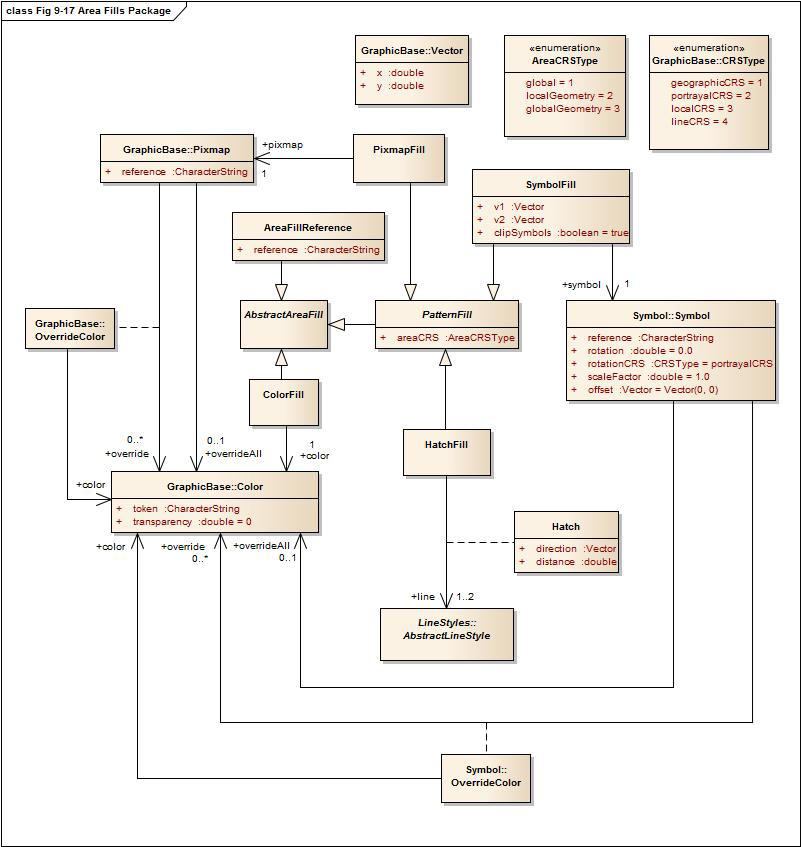 class Fig 9-17 Area Fills Package
GraphicBase::Vector
+ x :double
+ y :double
«enumeration»
AreaCRSType
global = 1
localGeometry = 2
globalGeometry = 3
«enumeration»
GraphicBase::CRSType
geographicCRS = 1
portrayalCRS = 2
localCRS = 3
lineCRS = 4
GraphicBase::Pixmap
+ reference :CharacterString
+pixmap
1
PixmapFill
SymbolFill
+ v1 :Vector
+ v2 :Vector
+ clipSymbols :boolean = true
AreaFillReference
+ reference :CharacterString
+symbol 1
GraphicBase::
OverrideColor
AbstractAreaFill
PatternFill
+ areaCRS :AreaCRSType
Symbol::Symbol
+ reference :CharacterString
+ rotation :double = 0.0
+ rotationCRS :CRSType = portrayalCRS
+ scaleFactor :double = 1.0
+ offset :Vector = Vector(0, 0)
ColorFill
HatchFill
0..*
+override
0..1
+overrideAll
1
+color
+color
GraphicBase::Color
+ token :CharacterString
+ transparency :double = 0
+color
+override
0..*
+overrideAll
0..1
Hatch
+ direction :Vector
+ distance :double
+line 1..2
LineStyles::
AbstractLineStyle
Symbol::
OverrideColor